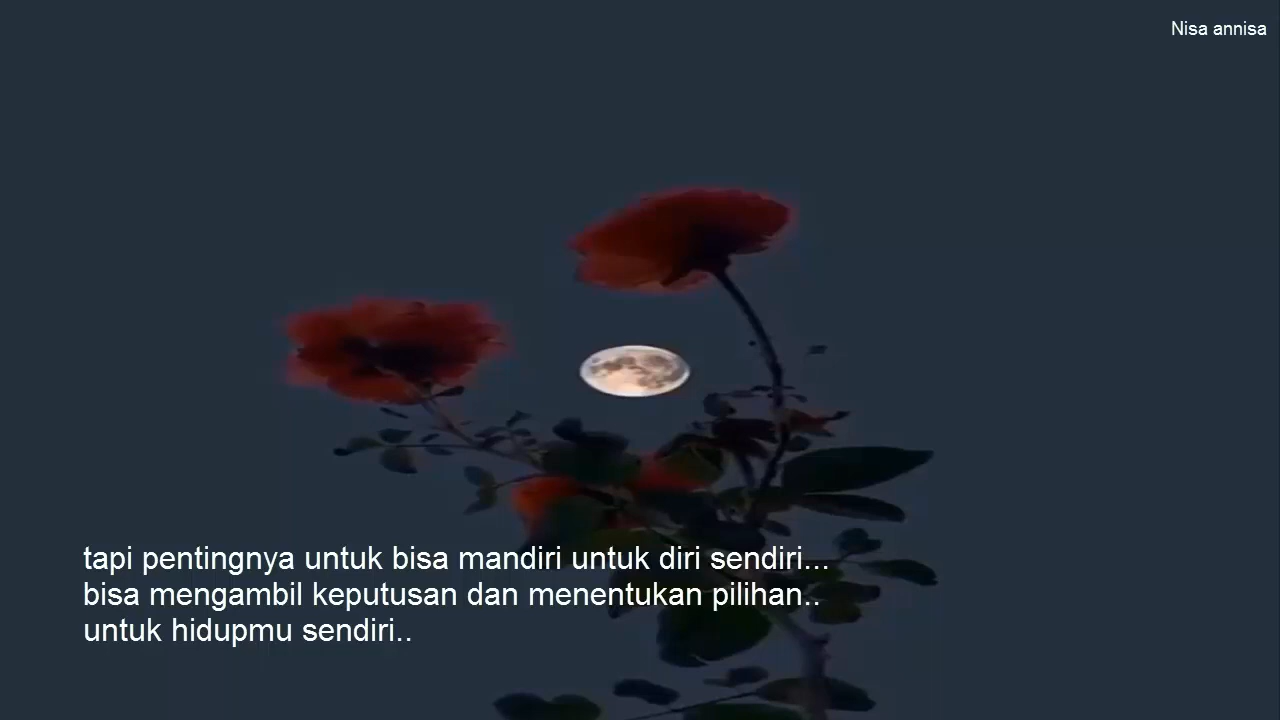 Nisa annisa
tapi pentingnya untuk bisa mandiri untuk diri sendiri...
bisa mengambil keputusan dan menentukan pilihan..
untuk hidupmu sendiri..